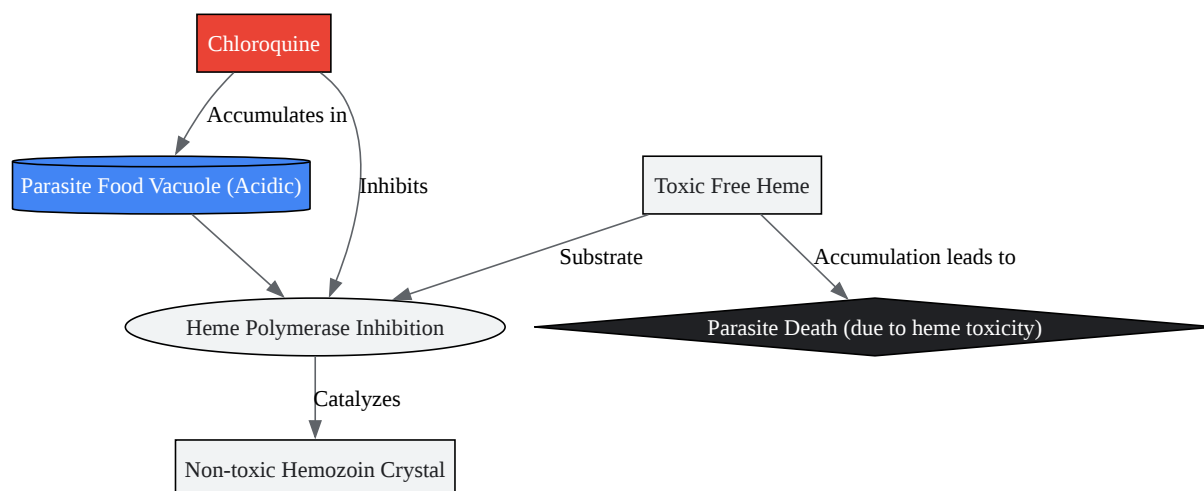 Chloroquine
Accumulates in
Parasite Food Vacuole (Acidic)
Inhibits
Toxic Free Heme
Substrate
Accumulation leads to
Heme Polymerase Inhibition
Parasite Death (due to heme toxicity)
Catalyzes
Non-toxic Hemozoin Crystal